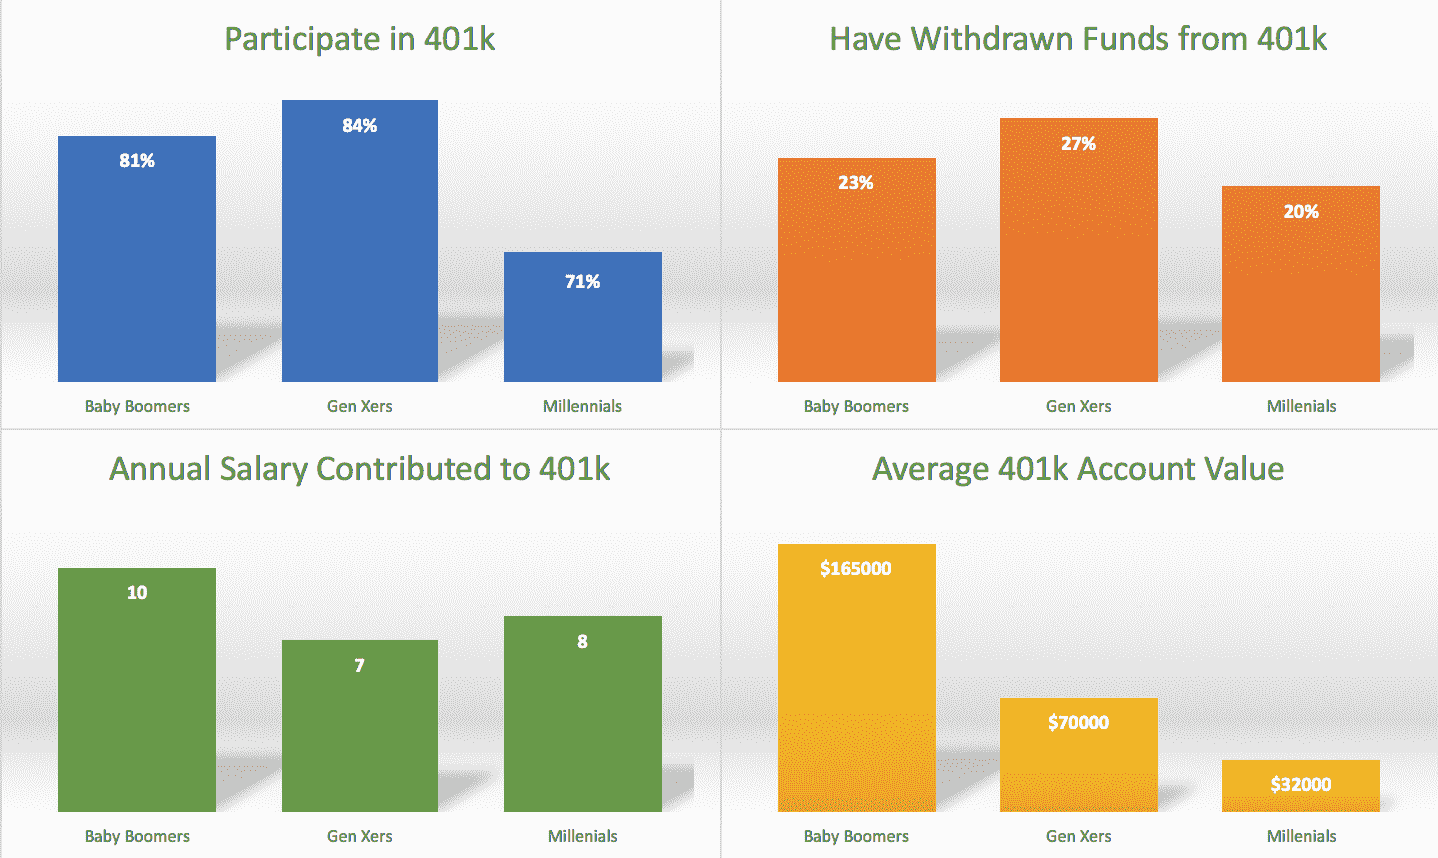 Participate in 401k
84%
81%
71%
Baby Boomers Gen Xers Millennials
Have Withdrawn Funds from 401k
27%
23%
20%
Baby Boomers Gen Xers Millenials
Annual Salary Contributed to 401k
10
8
7
Baby Boomers Gen Xers Millenials
Average 401k Account Value
$165000
$70000
$32000
Baby Boomers Gen Xers Millenials